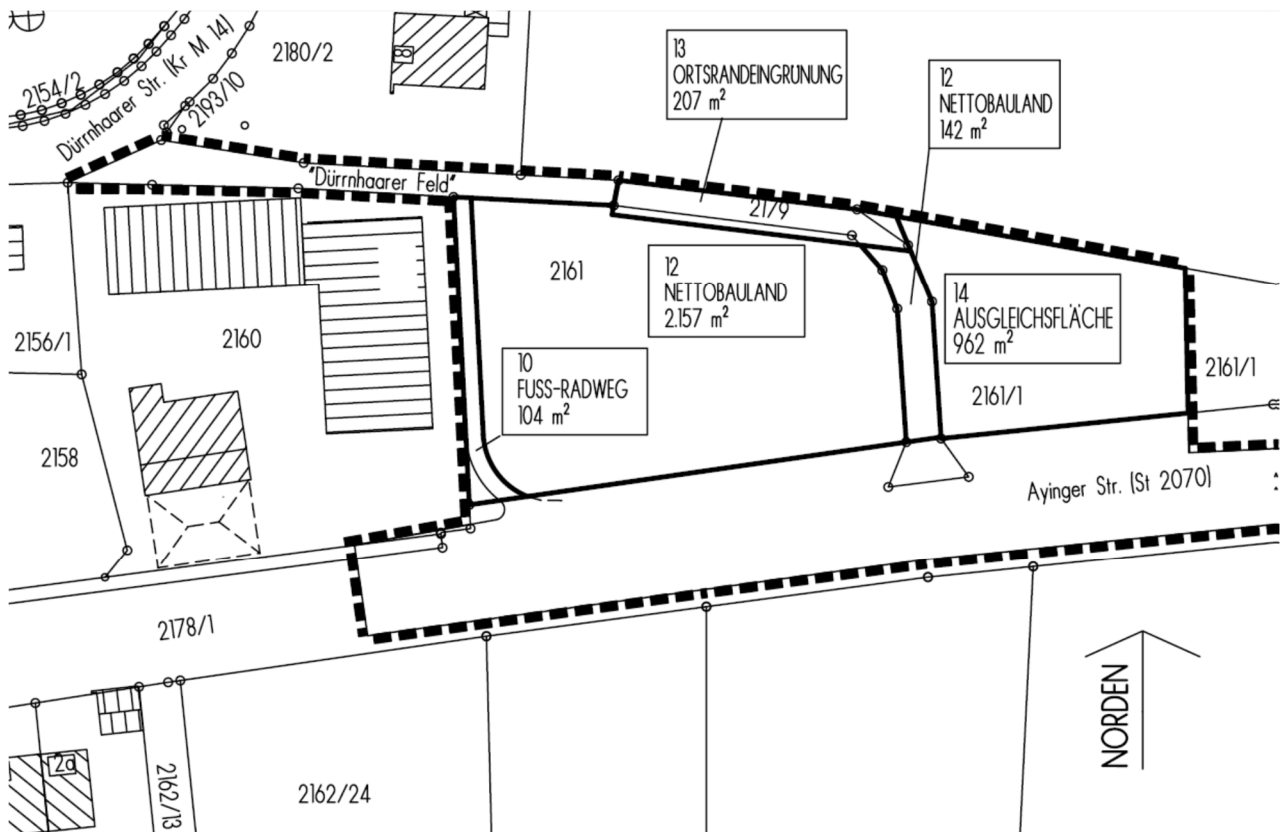 2154/2
Dürrnhaarer Str. (Kr M 14)
2193/10
2180/2
8
13
ORTSRANDEINGRÜNUNG
207 m²
12
NETTOBAULAND
142 m²
"Dürrnhaarer Feld"
2179
2161
12
NETTOBAULAND
2.157 m²
14
AUSGLEICHSFLÄCHE
962 m²
2156/1
2160
10
FUSS-RADWEG
104 m²
2161/1
2161/1
2158
Ayinger Str. (St 2070)
2178/1
NORDEN
2a
2162/13
2162/24